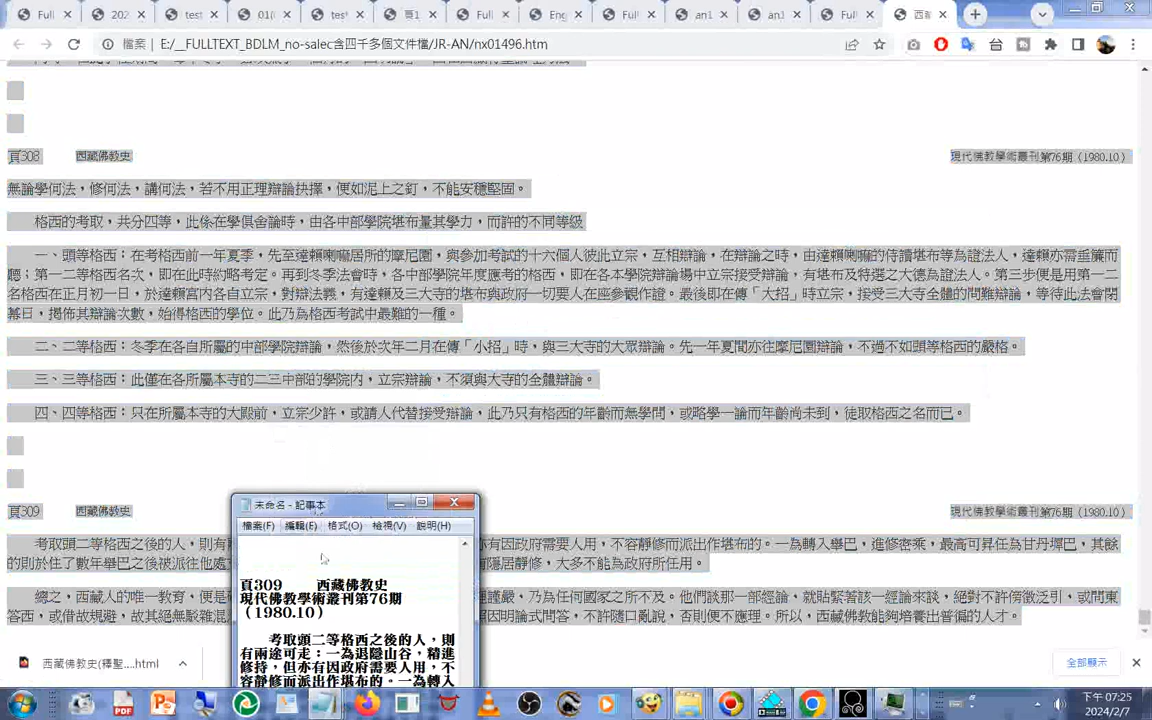 Full
202
test
01(
test
頁1
Full
Eng
Full
an1
an1
Full
西藏
檔案 | E:/__FULLTEXT_BDLM_no-salec含四千多個文件檔/JR-AN/nx01496.htm
頁308 西藏佛教史 現代佛教學術叢刊第76期（1980.10）
無論學何法，修何法，講何法，若不用正理辯論抉擇，便如泥上之釘，不能安穩堅固。
格西的考取，共分四等，此係在學俱舍論時，由各中部學院堪布量其學力，而許的不同等級
一、頭等格西：在考格西前一年夏季，先至達賴喇嘛居所的摩尼園，與參加考試的十六個人彼此立宗，互相辯論，在辯論之時，由達賴喇嘛的侍讀堪布等為證法人，達賴亦需垂簾而
聽；第一二等格西名次，即在此時約略考定。再到冬季法會時，各中部學院年度應考的格西，即在各本學院辯論場中立宗接受辯論，有堪布及特選之大德為證法人。第三步便是用第一二
名格西在正月初一日，於達賴宮內各自立宗，對辯法義，有達賴及三大寺的堪布與政府一切要人在座參觀作證。最後即在傳「大招」時立宗，接受三大寺全體的問難辯論，等待此法會閉
幕日，揭佈其辯論次數，始得格西的學位。此乃為格西考試中最難的一種。
二、二等格西：冬季在各自所屬的中部學院辯論，然後於次年二月在傳「小招」時，與三大寺的大眾辯論。先一年夏間亦往摩尼園辯論，不過不如頭等格西的嚴格。
三、三等格西：此僅在各所屬本寺的二三中部的學院內，立宗辯論，不須與大寺的全體辯論。
四、四等格西：只在所屬本寺的大殿前，立宗少許，或請人代替接受辯論，此乃只有格西的年齡而無學問，或略學一論而年齡尚未到，徒取格西之名而已。
頁309 西藏佛教史 現代佛教學術叢刊第76期（1980.10）
考取頭二等格西之後的人，則有 亦有因政府需要人用，不容靜修而派出作堪布的。一為轉入舉巴，進修密乘，最高可昇任為甘丹墀巴，其餘
的則於住了數年舉巴之後被派往他處 有隱居靜修，大多不能為政府所任用。
總之，西藏人的唯一教育，便是 理謹嚴，乃為任何國家之所不及。他們談那一部經論，就貼緊著該一經論來談，絕對不許傍徵泛引，或問東
答西，或借故規避，故其絕無駁雜混 因明論式問答，不許隨口亂說，否則便不應理。所以，西藏佛教能夠培養出普徧的人才。
未命名 - 記事本
檔案(F) 編輯(E) 格式(O) 檢視(V) 說明(H)
頁309 西藏佛教史
現代佛教學術叢刊第76期
（1980.10）
考取頭二等格西之後的人，則
有兩途可走：一為退隱山谷，精進
修持，但亦有因政府需要人用，不
容靜修而派出作堪布的。一為轉入
西藏佛教史(釋聖....html
全部顯示
下午 07:25
2024/2/7